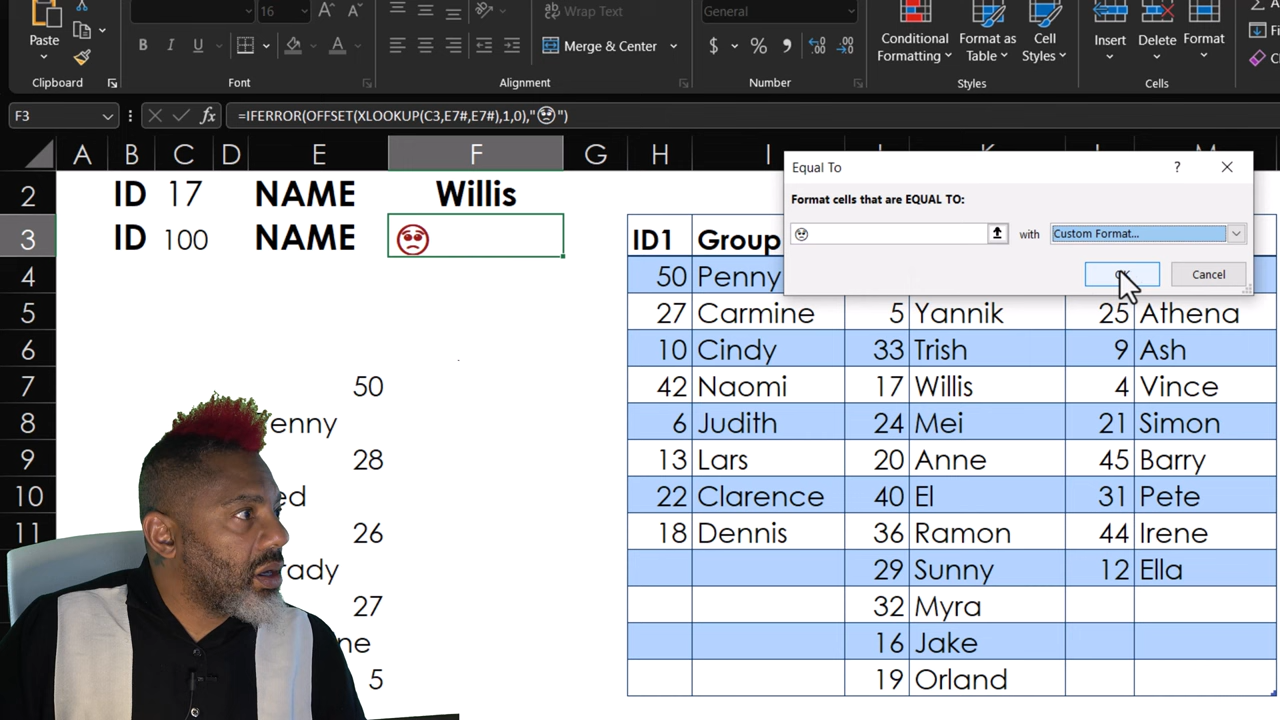 16
Wrap Text
General
Paste
B I U
Merge & Center
$ % 9
Conditional Formatting
Format as Table
Cell Styles
Insert
Delete
Format
Clipboard
Font
Alignment
Number
Styles
Cells
F3
=IFERROR(OFFSET(XLOOKUP(C3,E7#,E7#),1,0),"☹")
A B C D E F G H I
Equal To
Format cells that are EQUAL TO:
☹ with Custom Format...
Cancel
2 ID 17 NAME Willis
3 ID 100 NAME ☹ ID1 Group
4 50 Penny
5 27 Carmine 5 Yannik 25 Athena
6 10 Cindy 33 Trish 9 Ash
7 50 42 Naomi 17 Willis 4 Vince
8 enny 6 Judith 24 Mei 21 Simon
9 28 13 Lars 20 Anne 45 Barry
10 ed 22 Clarence 40 El 31 Pete
11 26 18 Dennis 36 Ramon 44 Irene
ady 29 Sunny 12 Ella
27 32 Myra
ne 16 Jake
5 19 Orland